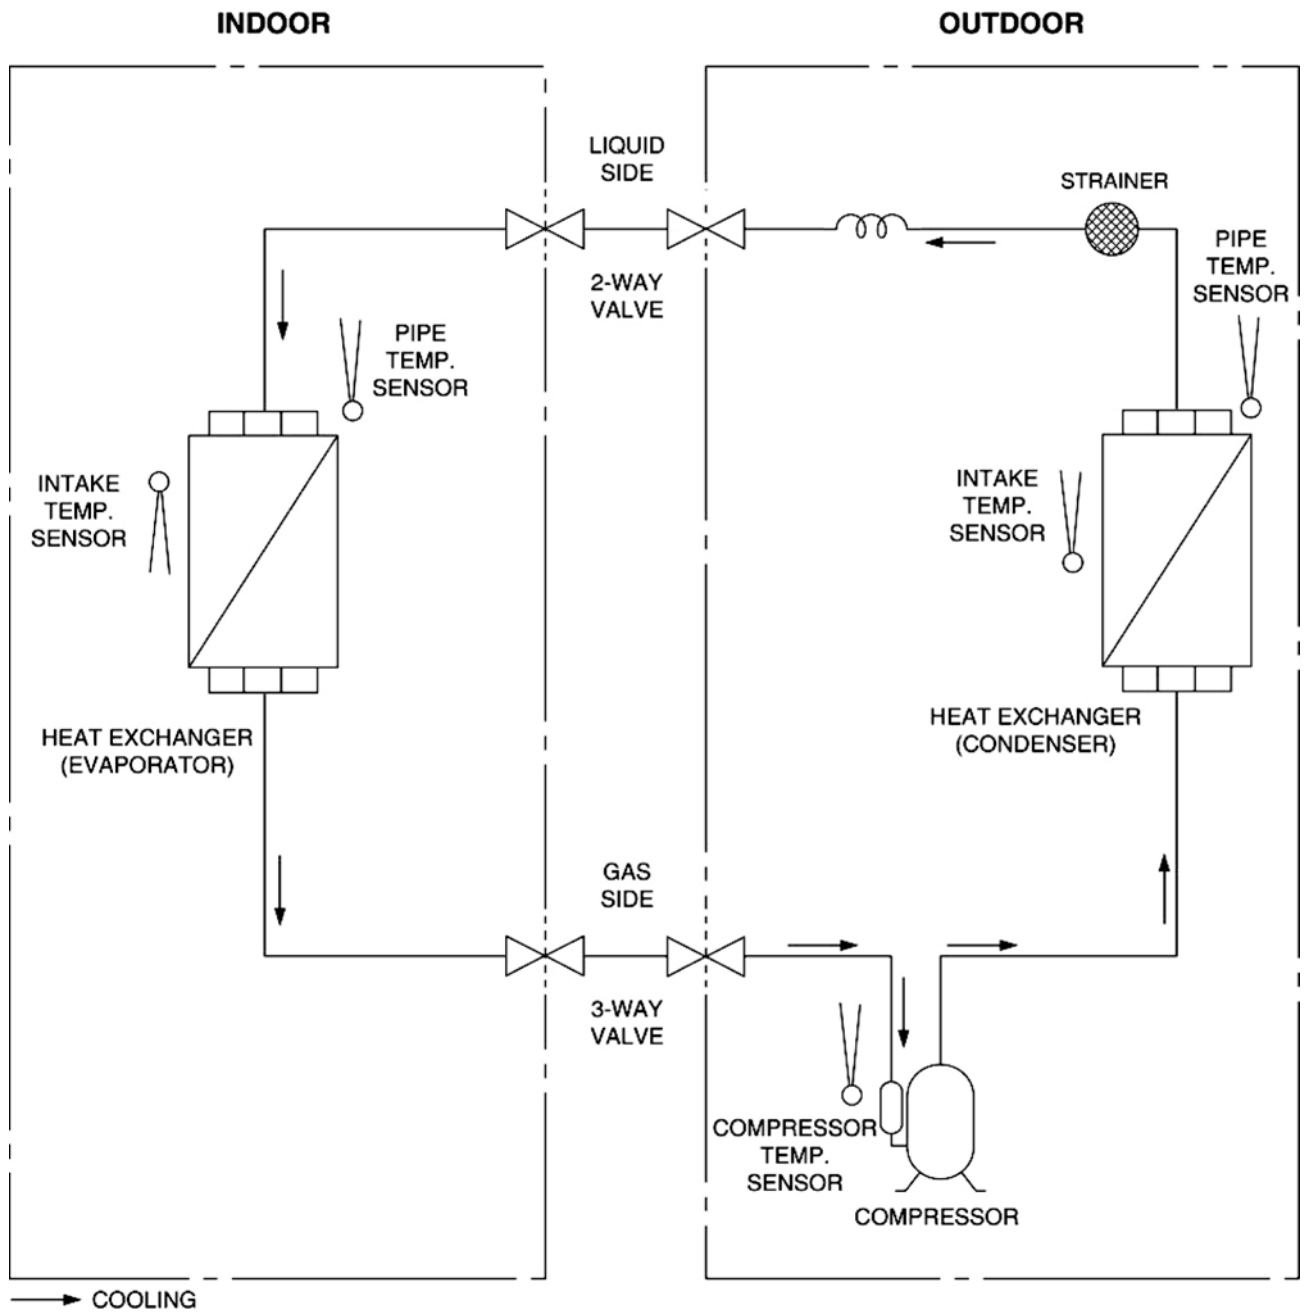 INDOOR
OUTDOOR
LIQUID
SIDE
STRAINER
PIPE
TEMP.
SENSOR
2-WAY
VALVE
PIPE
TEMP.
SENSOR
INTAKE
TEMP.
SENSOR
INTAKE
TEMP.
SENSOR
HEAT EXCHANGER
(EVAPORATOR)
HEAT EXCHANGER
(CONDENSER)
GAS
SIDE
3-WAY
VALVE
COMPRESSOR
TEMP.
SENSOR
COMPRESSOR
COOLING